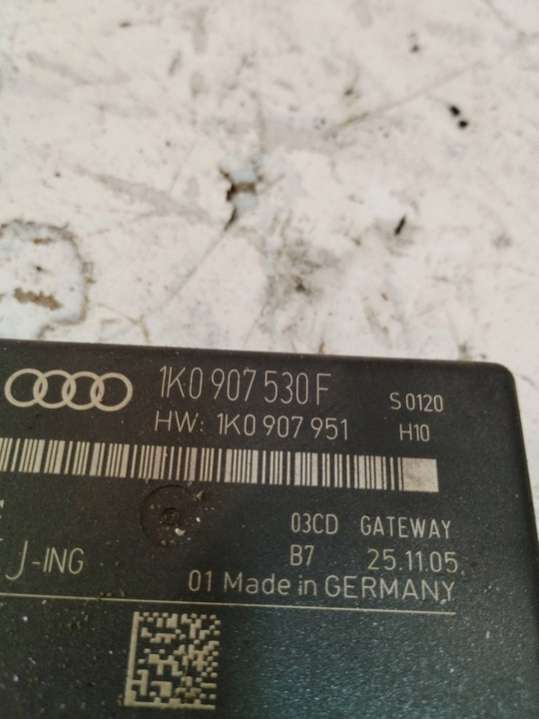 1K0 907 530 F
S0120
HW: 1K0 907 951
H10
03CD GATEWAY
J-ING
B7 25.11.05
01 Made in GERMANY